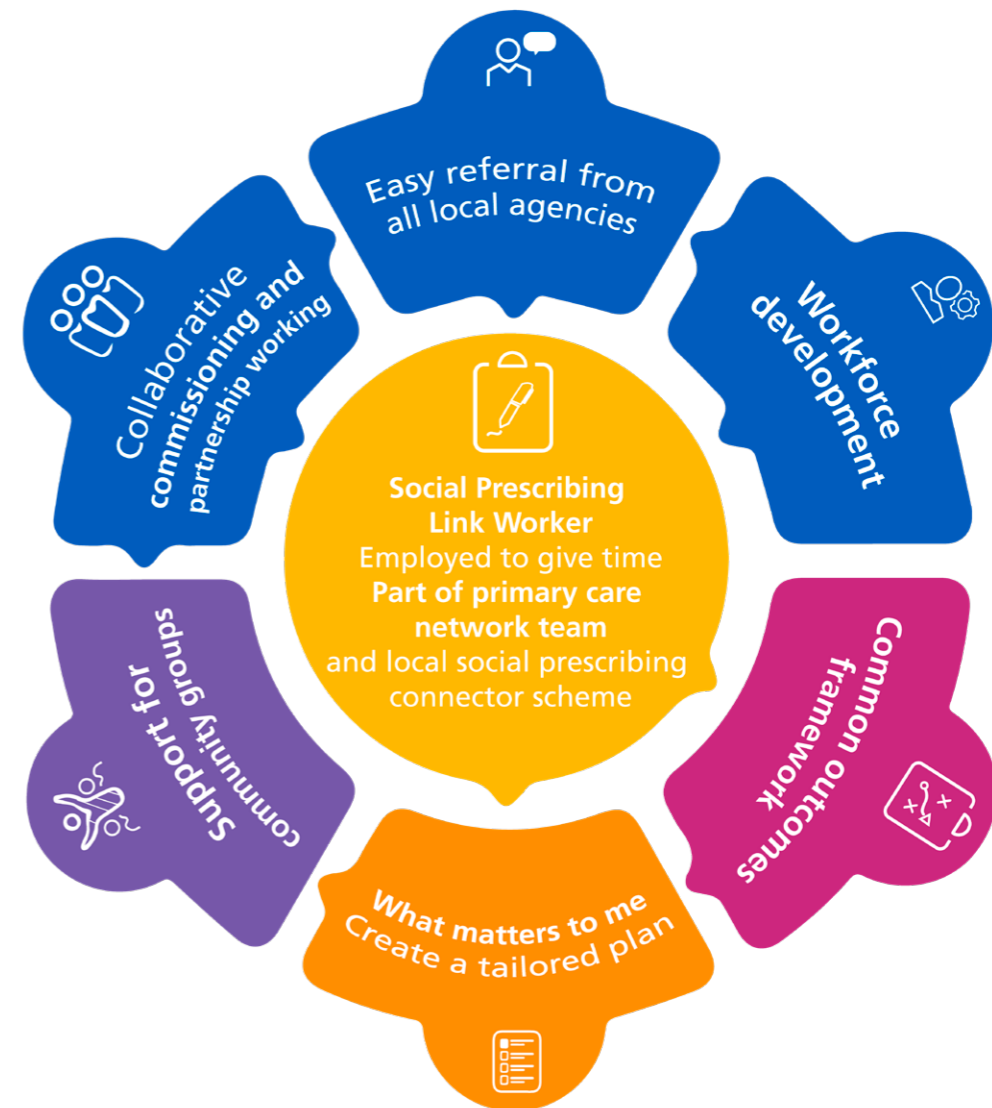 Easy referral from
all local agencies
Workforce
development
Common outcomes
framework
What matters to me
Create a tailored plan
Support for
community groups
Collaborative
commissioning and
partnership working
Social Prescribing
Link Worker
Employed to give time
Part of primary care
network team
and local social prescribing
connector scheme